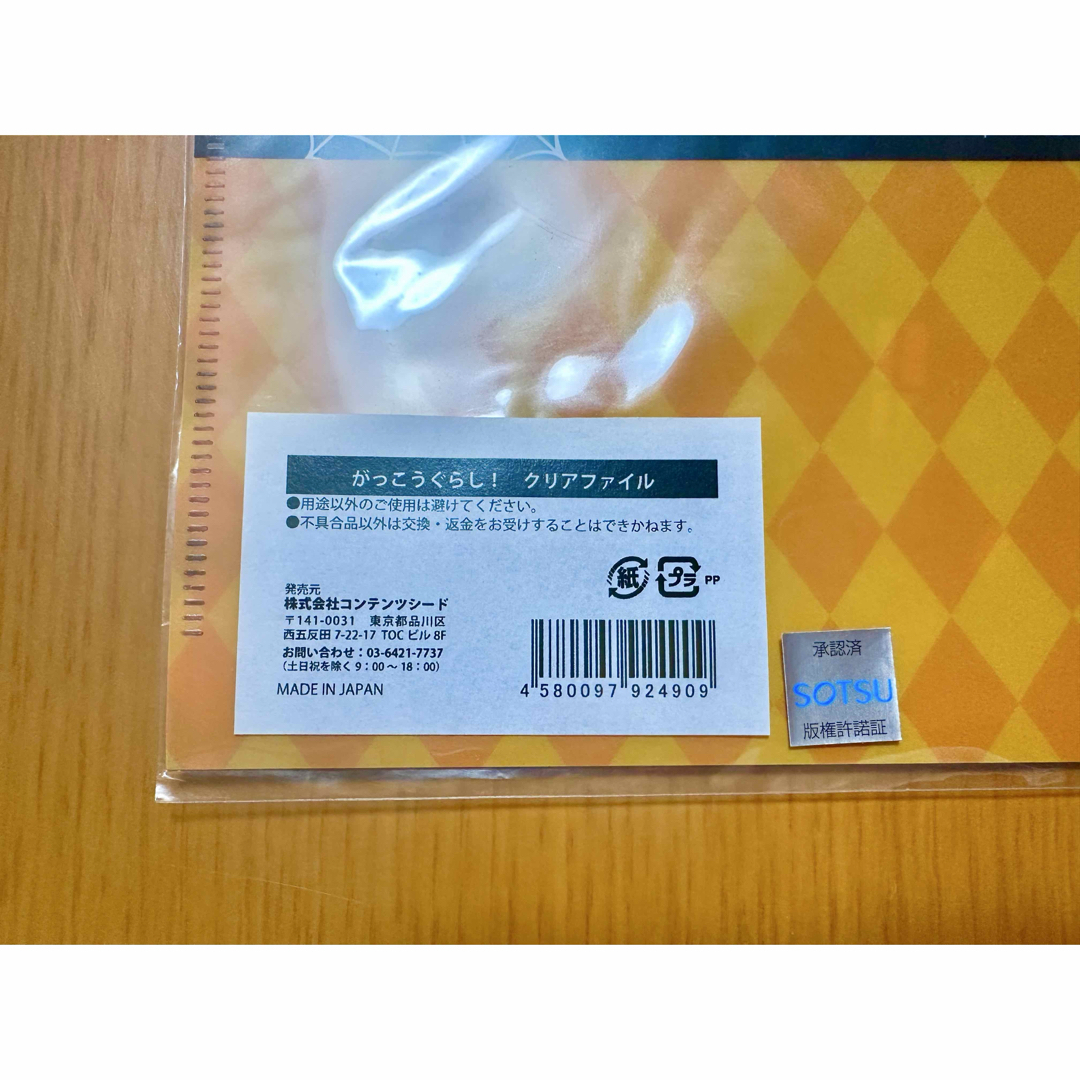 がっこうぐらし！ クリアファイル
●用途以外のご使用は避けてください。
●不具合品以外は交換・返金をお受けすることはできかねます。
紙 プラ PP
発売元
株式会社コンテンツシード
〒141-0031 東京都品川区
西五反田 7-22-17 TOC ビル 8F
お問い合わせ：03-6421-7737
（土日祝を除く 9：00～18：00）
MADE IN JAPAN
4 580097 924909
承認済
SOTSU
版権許諾証